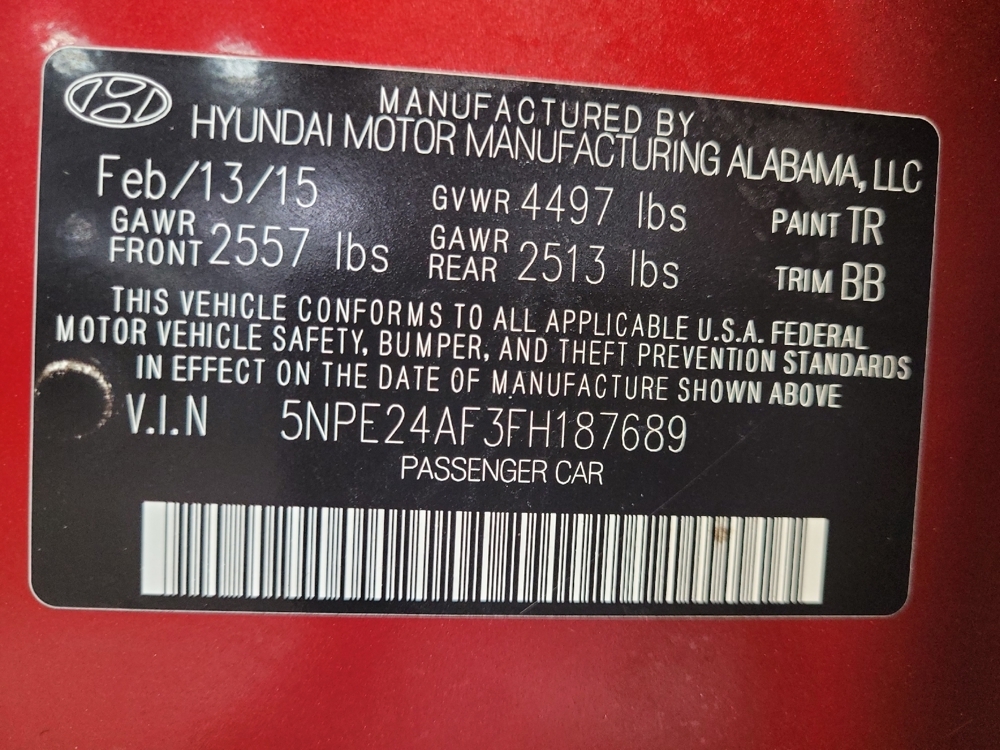 MANUFACTURED BY
HYUNDAI MOTOR MANUFACTURING ALABAMA, LLC
Feb/13/15 GVWR 4497 lbs PAINT TR
GAWR FRONT 2557 lbs GAWR REAR 2513 lbs TRIM BB
THIS VEHICLE CONFORMS TO ALL APPLICABLE U.S.A. FEDERAL
MOTOR VEHICLE SAFETY, BUMPER, AND THEFT PREVENTION STANDARDS
IN EFFECT ON THE DATE OF MANUFACTURE SHOWN ABOVE
V.I.N 5NPE24AF3FH187689
PASSENGER CAR